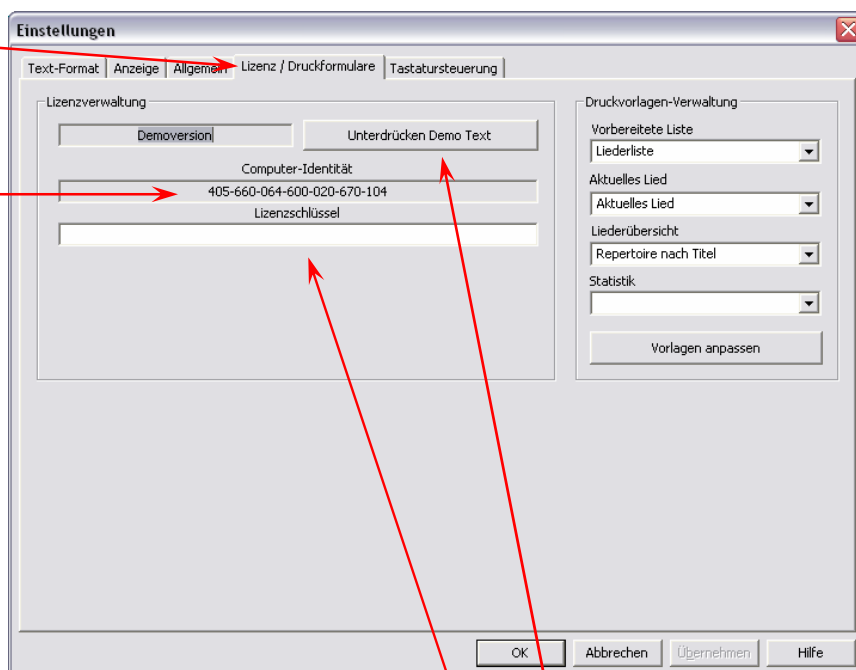 Einstellungen
Text-Format Anzeige Allgemein Lizenz / Druckformulare Tastatursteuerung
Lizenzverwaltung
Demoversion Unterdrücken Demo Text
Computer-Identität
405-660-064-600-020-670-104
Lizenzschlüssel
Druckvorlagen-Verwaltung
Vorbereitete Liste
Liederliste
Aktuelles Lied
Aktuelles Lied
Liederübersicht
Repertoire nach Titel
Statistik
Vorlagen anpassen
OK Abbrechen Übernehmen Hilfe